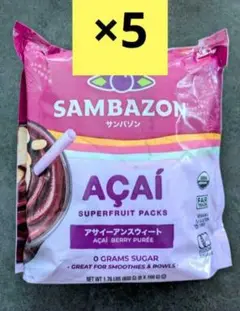 ×5
SAMBAZON
サンバゾン
AÇAÍ
SUPERFRUIT PACKS
アサイーアンスウィート
AÇAÍ BERRY PURÉE
0 GRAMS SUGAR
• GREAT FOR SMOOTHIES & BOWLS